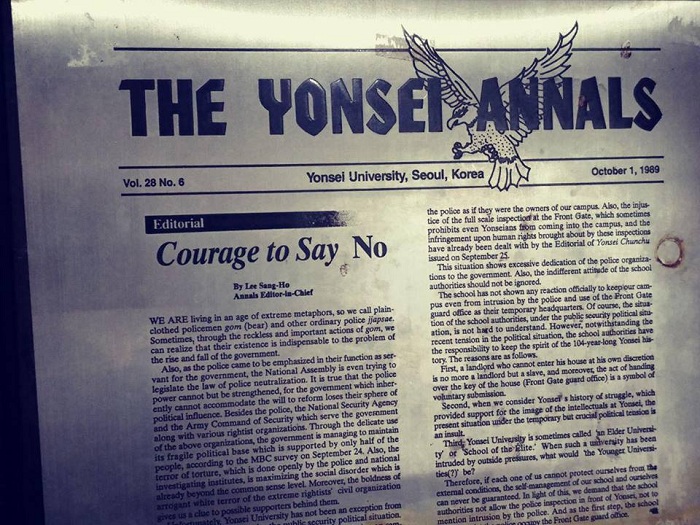 THE YONSEI ANNALS
Vol. 28 No. 6
Yonsei University, Seoul, Korea
October 1, 1989
Editorial
Courage to Say No
By Lee Sang-Ho
Annals Editor-in-Chief
WE ARE living in an age of extreme metaphors, so we call plain-
clothed policemen gom (bear) and other ordinary police jjapsae.
Sometimes, through the reckless and important actions of gom, we
can realize that their existence is indispensable to the problem of
the rise and fall of the government.
Also, as the police came to be emphasized in their function as ser-
vant for the government, the National Assembly is even trying to
legislate the law of police neutralization. It is true that the police
power cannot but be strengthened, for the government which inher-
ently cannot accommodate the will to reform loses their sphere of
political influence. Besides the police, the National Security Agency
and the Army Command of Security which serve the government
along with various rightist organizations. Through the delicate use
of the above organizations, the government is managing to maintain
its fragile political base which is supported by only half of the
people, according to the MBC survey on September 24. Also, the
terror of torture, which is done openly by the police and national
investigating institutes, is maximizing the social disorder which is
already beyond the common sense level. Moreover, the boldness of
arrogant white terror of the extreme rightists' civil organization
gives us a clue to possible supporters behind them.
Unfortunately, Yonsei University has not been an exception from
public security political situation.
the police as if they were the owners of our campus. Also, the injus-
tice of the full scale inspection at the Front Gate, which sometimes
prohibits even Yonseians from coming into the campus, and the
infringement upon human rights brought about by these inspections
have already been dealt with by the Editorial of Yonsei Chunchu
issued on September 25.
This situation shows excessive dedication of the police organiza-
tions to the government. Also, the indifferent attitude of the school
authorities should not be ignored.
The school has not shown any reaction officially to keep our cam-
pus even from intrusion by the police and use of the Front Gate
guard office as their temporary headquarters. Of course, the situa-
tion of the school authorities, under the public security political situ-
ation, is not hard to understand. However, notwithstanding the
recent tension in the political situation, the school authorities have
the responsibility to keep the spirit of the 104-year-long Yonsei his-
tory. The reasons are as follows.
First, a landlord who cannot enter his house at his own discretion
is no more a landlord but a slave, and moreover, the act of handing
over the key of the house (Front Gate guard office) is a symbol of
voluntary submission.
Second, when we consider Yonsei's history of struggle, which
provided support for the image of the intellectuals at Yonsei, the
present situation under the temporary but crucial political tension is
an insult.
Third, Yonsei University is sometimes called 'an Elder Universi-
ty' or 'School of the Elite.' When such a university has been
intruded by outside pressures, what would 'the Younger Universi-
ties(?)' be?
Therefore, if each one of us cannot protect ourselves from the
external conditions, the self-management of our school and ourselves
can never be guaranteed. In light of this, we demand that the school
authorities not allow the police inspection in front of Yonsei, not to
mention intrusion by the police. And as the first step, the school
occupying the Front Gate guard office.